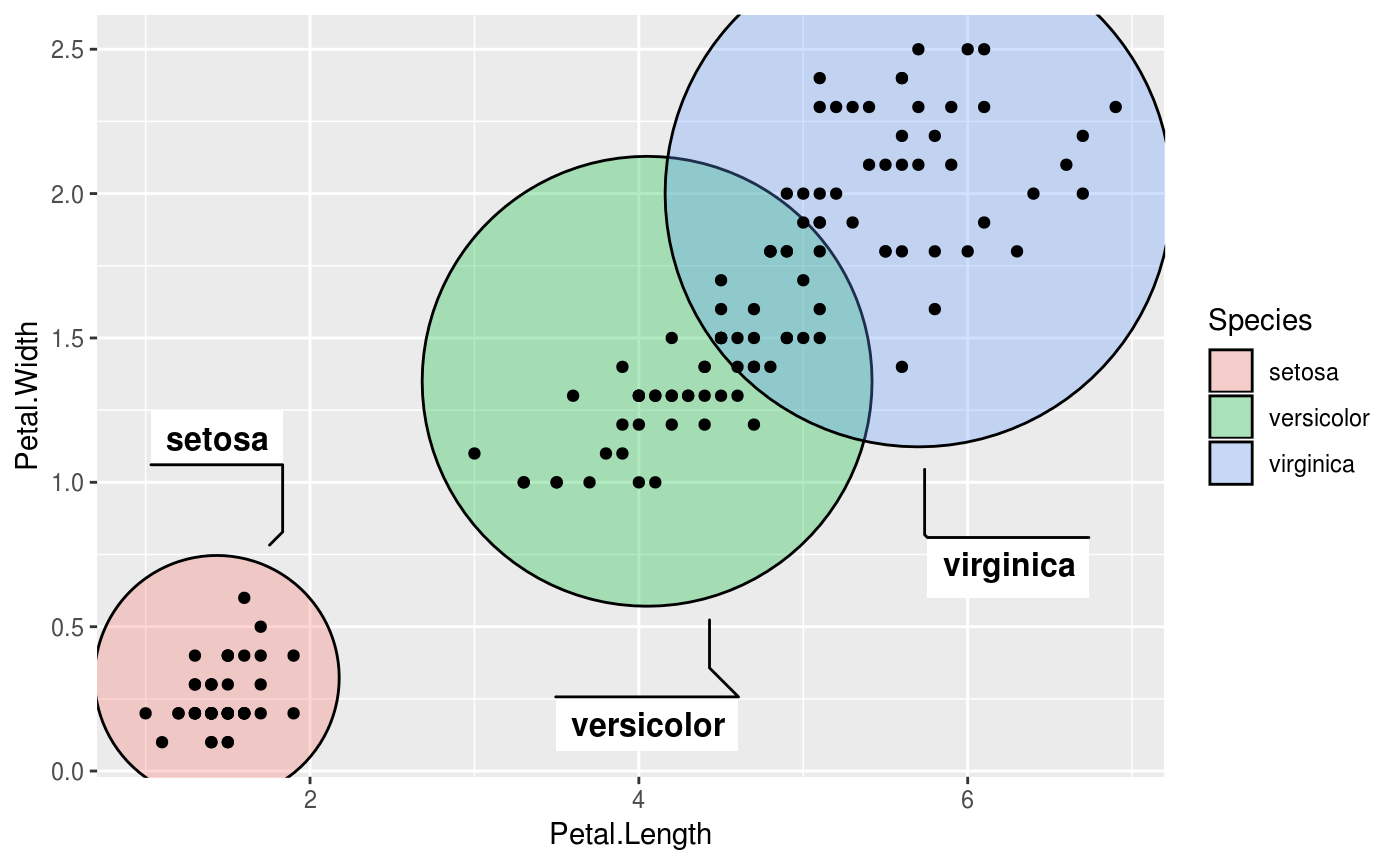 2.5
2.0
1.5
1.0
0.5
0.0
Petal.Width
setosa
versicolor
virginica
2 4 6
Petal.Length
Species
setosa
versicolor
virginica